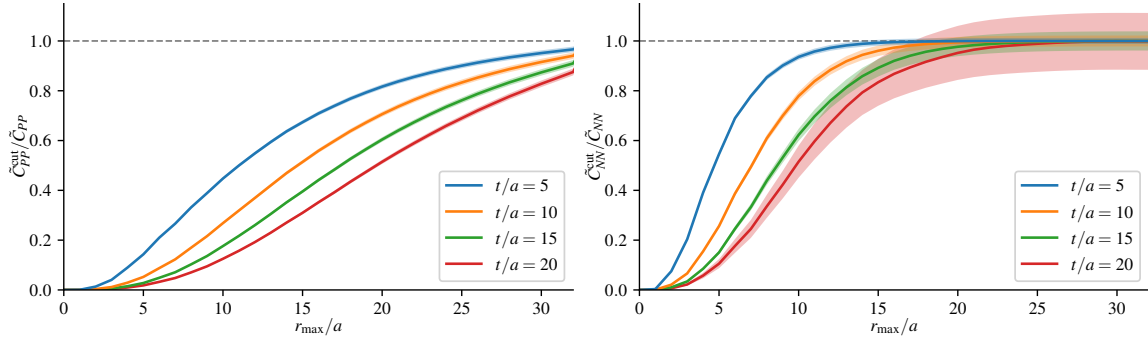 1.0
0.8
0.6
0.4
0.2
0.0
C̃ᶜᵘᵗ_PP/C̃_PP
t/a = 5
t/a = 10
t/a = 15
t/a = 20
0 5 10 15 20 25 30
r_max/a
1.0
0.8
0.6
0.4
0.2
0.0
C̃ᶜᵘᵗ_NN/C̃_NN
t/a = 5
t/a = 10
t/a = 15
t/a = 20
0 5 10 15 20 25 30
r_max/a